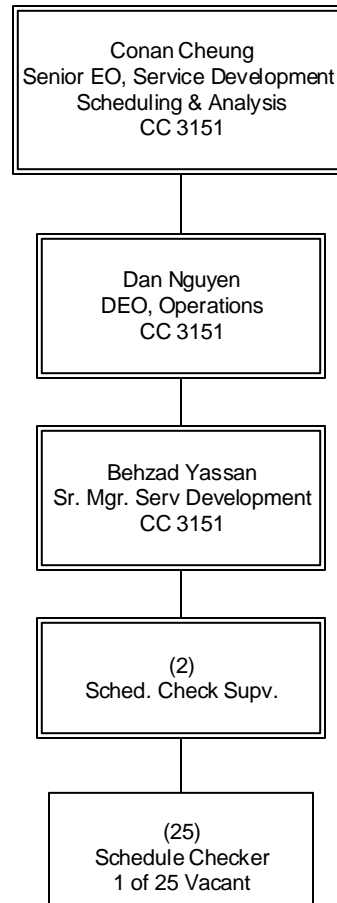 Conan Cheung
Senior EO, Service Development
Scheduling & Analysis
CC 3151
Dan Nguyen
DEO, Operations
CC 3151
Behzad Yassan
Sr. Mgr. Serv Development
CC 3151
(2)
Sched. Check Supv.
(25)
Schedule Checker
1 of 25 Vacant